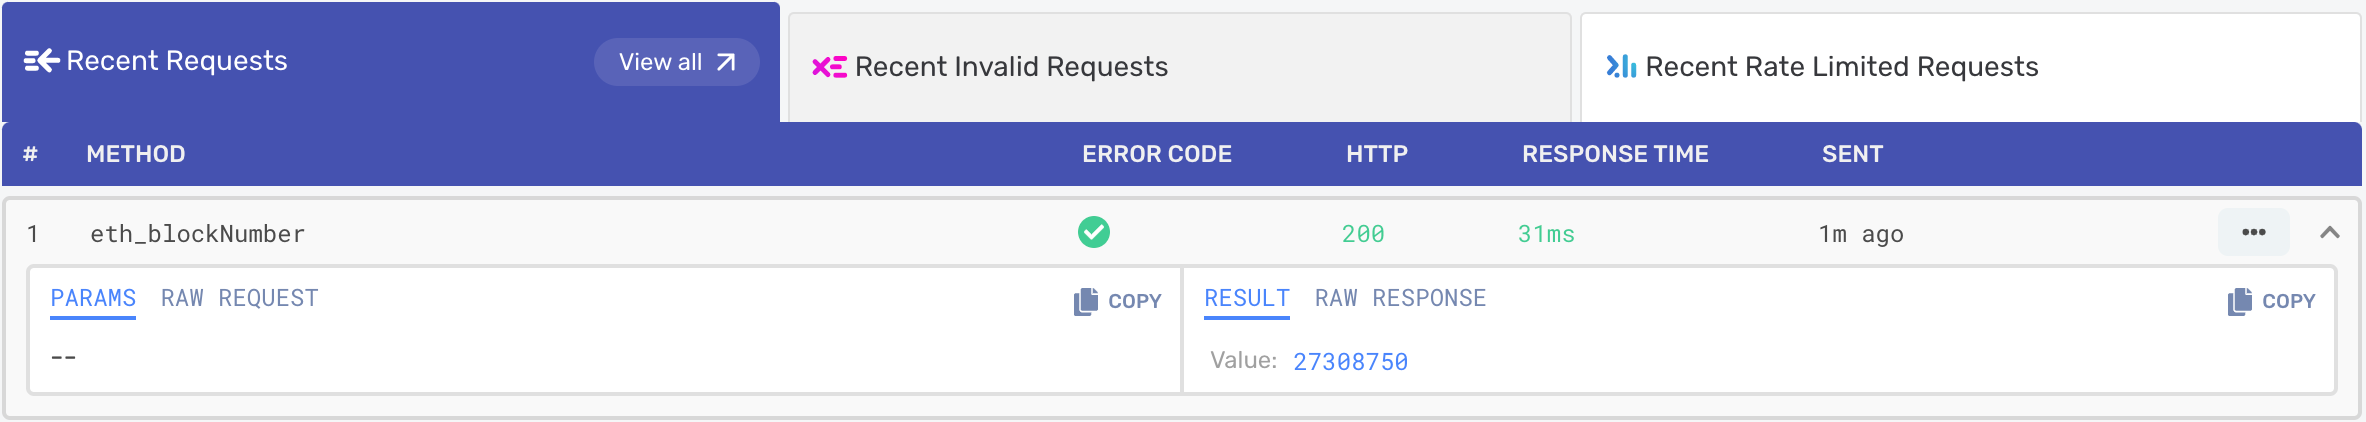 Recent Requests
View all
Recent Invalid Requests
Recent Rate Limited Requests
# METHOD ERROR CODE HTTP RESPONSE TIME SENT
1 eth_blockNumber 200 31ms 1m ago
PARAMS RAW REQUEST COPY
--
RESULT RAW RESPONSE COPY
Value: 27308750